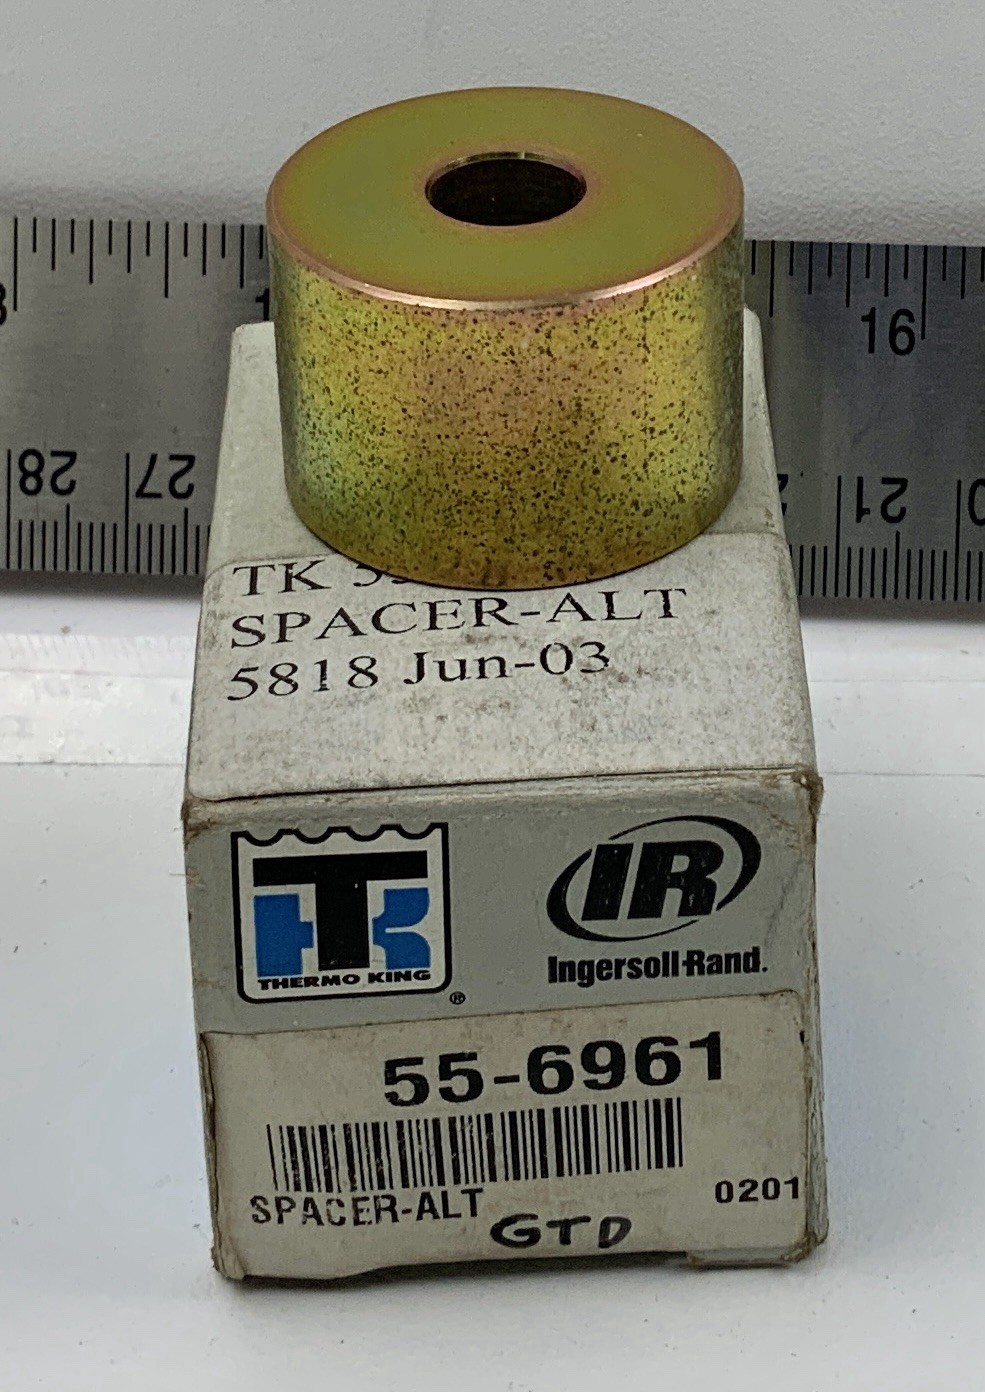 16
28
27
21
TK
SPACER-ALT
5818 Jun-03
TK
THERMO KING
®
IR
Ingersoll-Rand.
55-6961
SPACER-ALT
0201
GTD